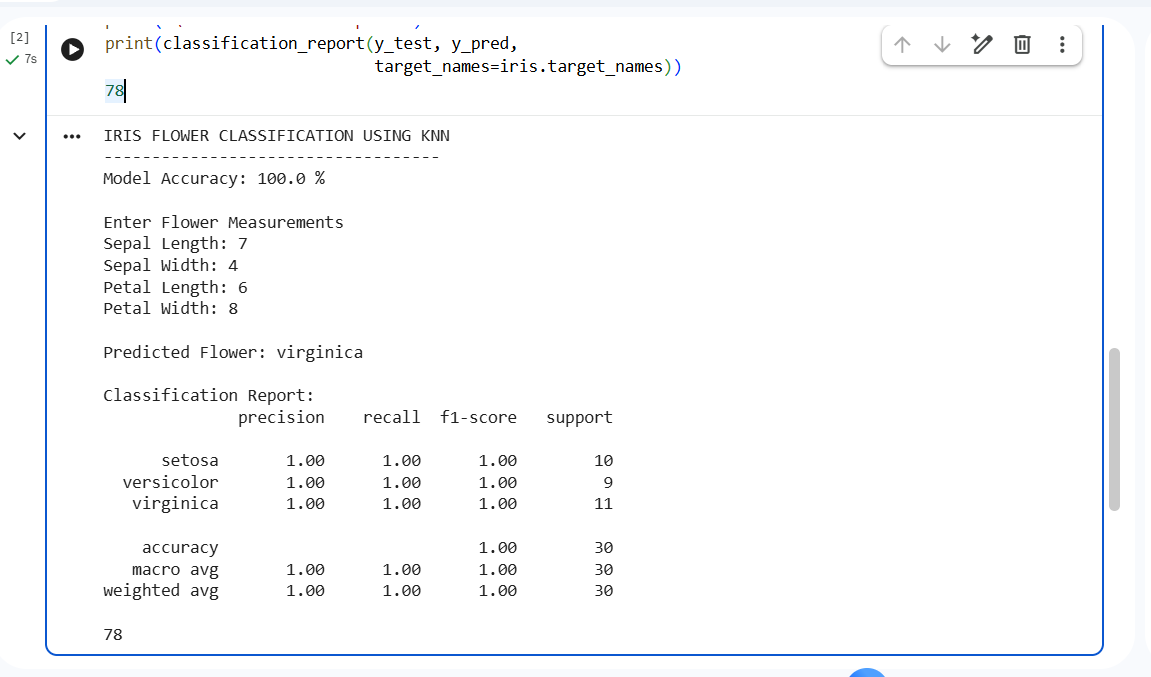 [2]
7s
print(classification_report(y_test, y_pred,
target_names=iris.target_names))
78
IRIS FLOWER CLASSIFICATION USING KNN
-----------------------------------
Model Accuracy: 100.0 %
Enter Flower Measurements
Sepal Length: 7
Sepal Width: 4
Petal Length: 6
Petal Width: 8
Predicted Flower: virginica
Classification Report:
precision recall f1-score support
setosa 1.00 1.00 1.00 10
versicolor 1.00 1.00 1.00 9
virginica 1.00 1.00 1.00 11
accuracy 1.00 30
macro avg 1.00 1.00 1.00 30
weighted avg 1.00 1.00 1.00 30
78